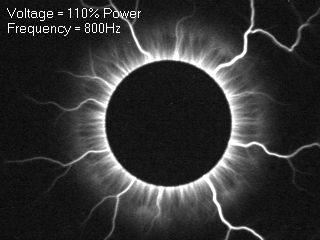 Voltage = 110% Power
Frequency = 800Hz